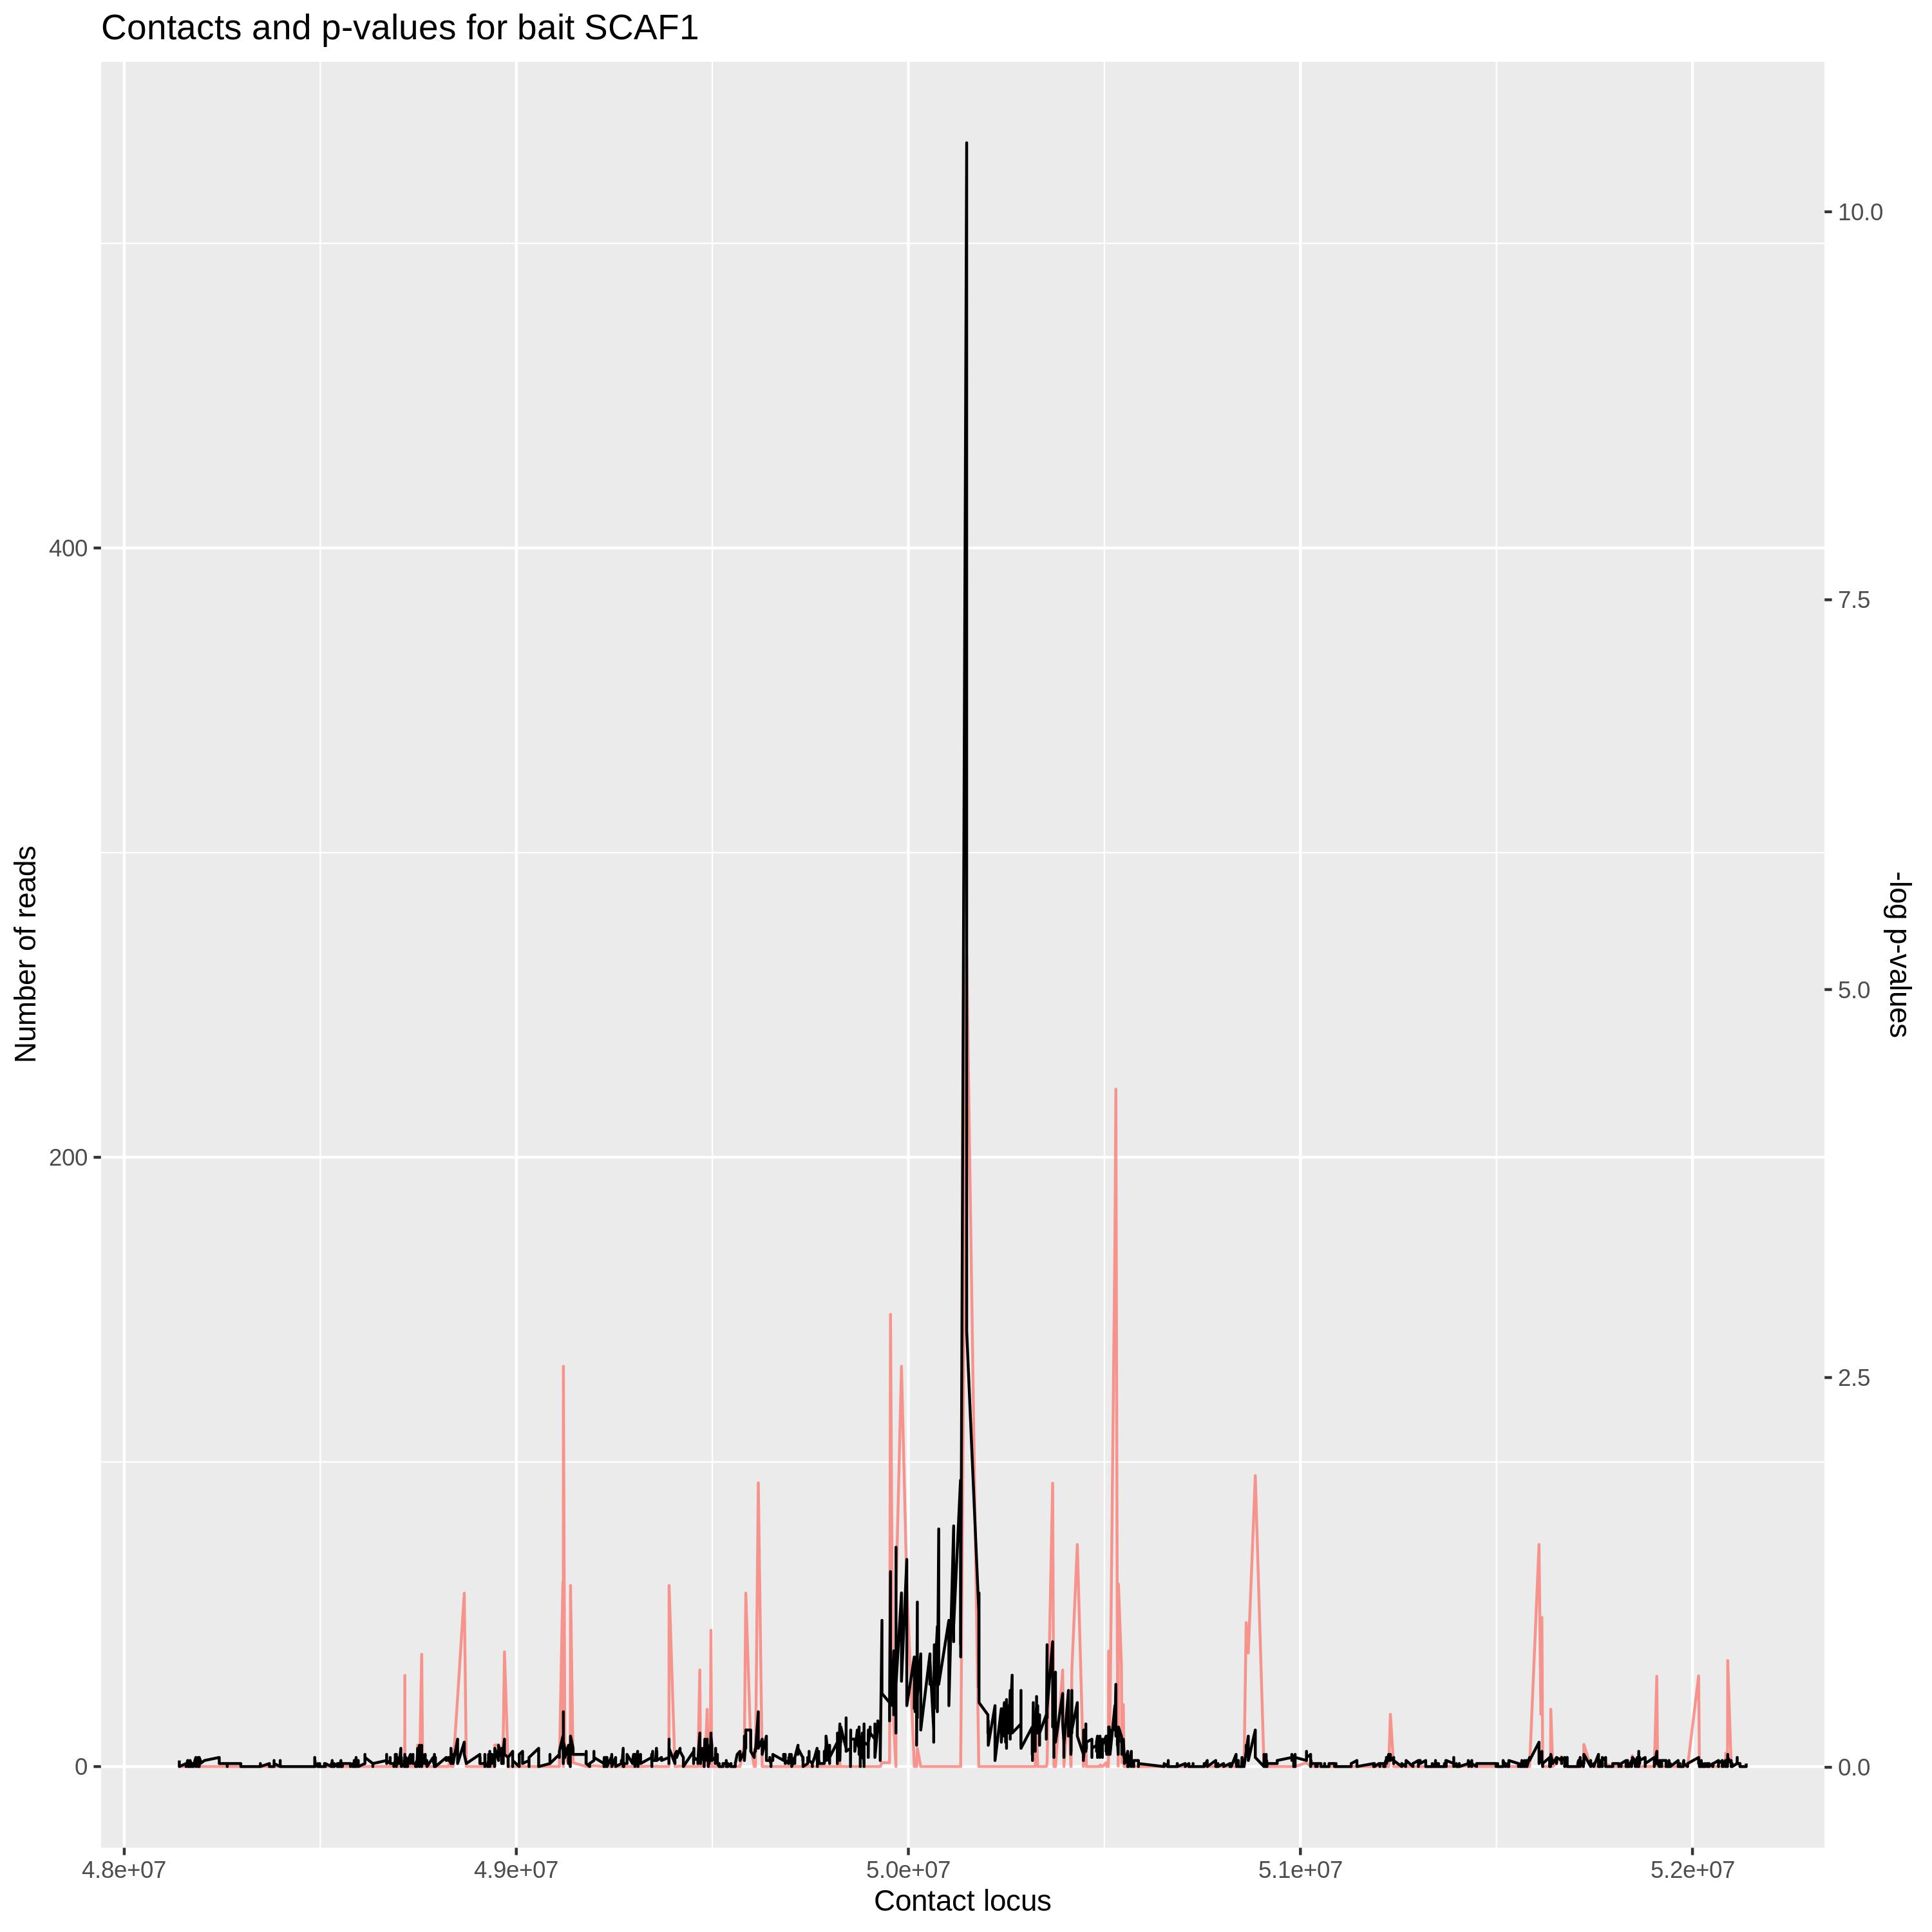 Contacts and p-values for bait SCAF1
Number of reads
400
200
0
10.0
7.5
5.0
2.5
0.0
-log p-values
4.8e+07
4.9e+07
5.0e+07
5.1e+07
5.2e+07
Contact locus